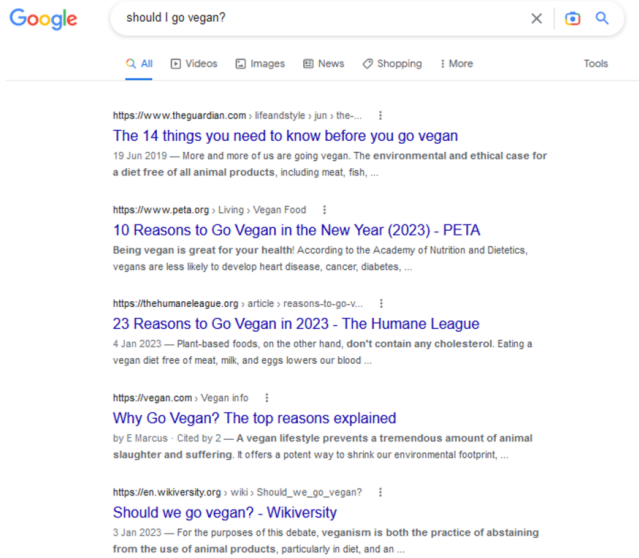 Google
should I go vegan?
All Videos Images News Shopping More Tools
https://www.theguardian.com › lifeandstyle › jun › the-...
The 14 things you need to know before you go vegan
19 Jun 2019 — More and more of us are going vegan. The environmental and ethical case for
a diet free of all animal products, including meat, fish, ...
https://www.peta.org › Living › Vegan Food
10 Reasons to Go Vegan in the New Year (2023) - PETA
Being vegan is great for your health! According to the Academy of Nutrition and Dietetics,
vegans are less likely to develop heart disease, cancer, diabetes, ...
https://thehumaneleague.org › article › reasons-to-go-v...
23 Reasons to Go Vegan in 2023 - The Humane League
4 Jan 2023 — Plant-based foods, on the other hand, don't contain any cholesterol. Eating a
vegan diet free of meat, milk, and eggs lowers our blood ...
https://vegan.com › Vegan info
Why Go Vegan? The top reasons explained
by E Marcus · Cited by 2 — A vegan lifestyle prevents a tremendous amount of animal
slaughter and suffering. It offers a potent way to shrink our environmental footprint, ...
https://en.wikiversity.org › wiki › Should_we_go_vegan?
Should we go vegan? - Wikiversity
3 Jan 2023 — For the purposes of this debate, veganism is both the practice of abstaining
from the use of animal products, particularly in diet, and an ...